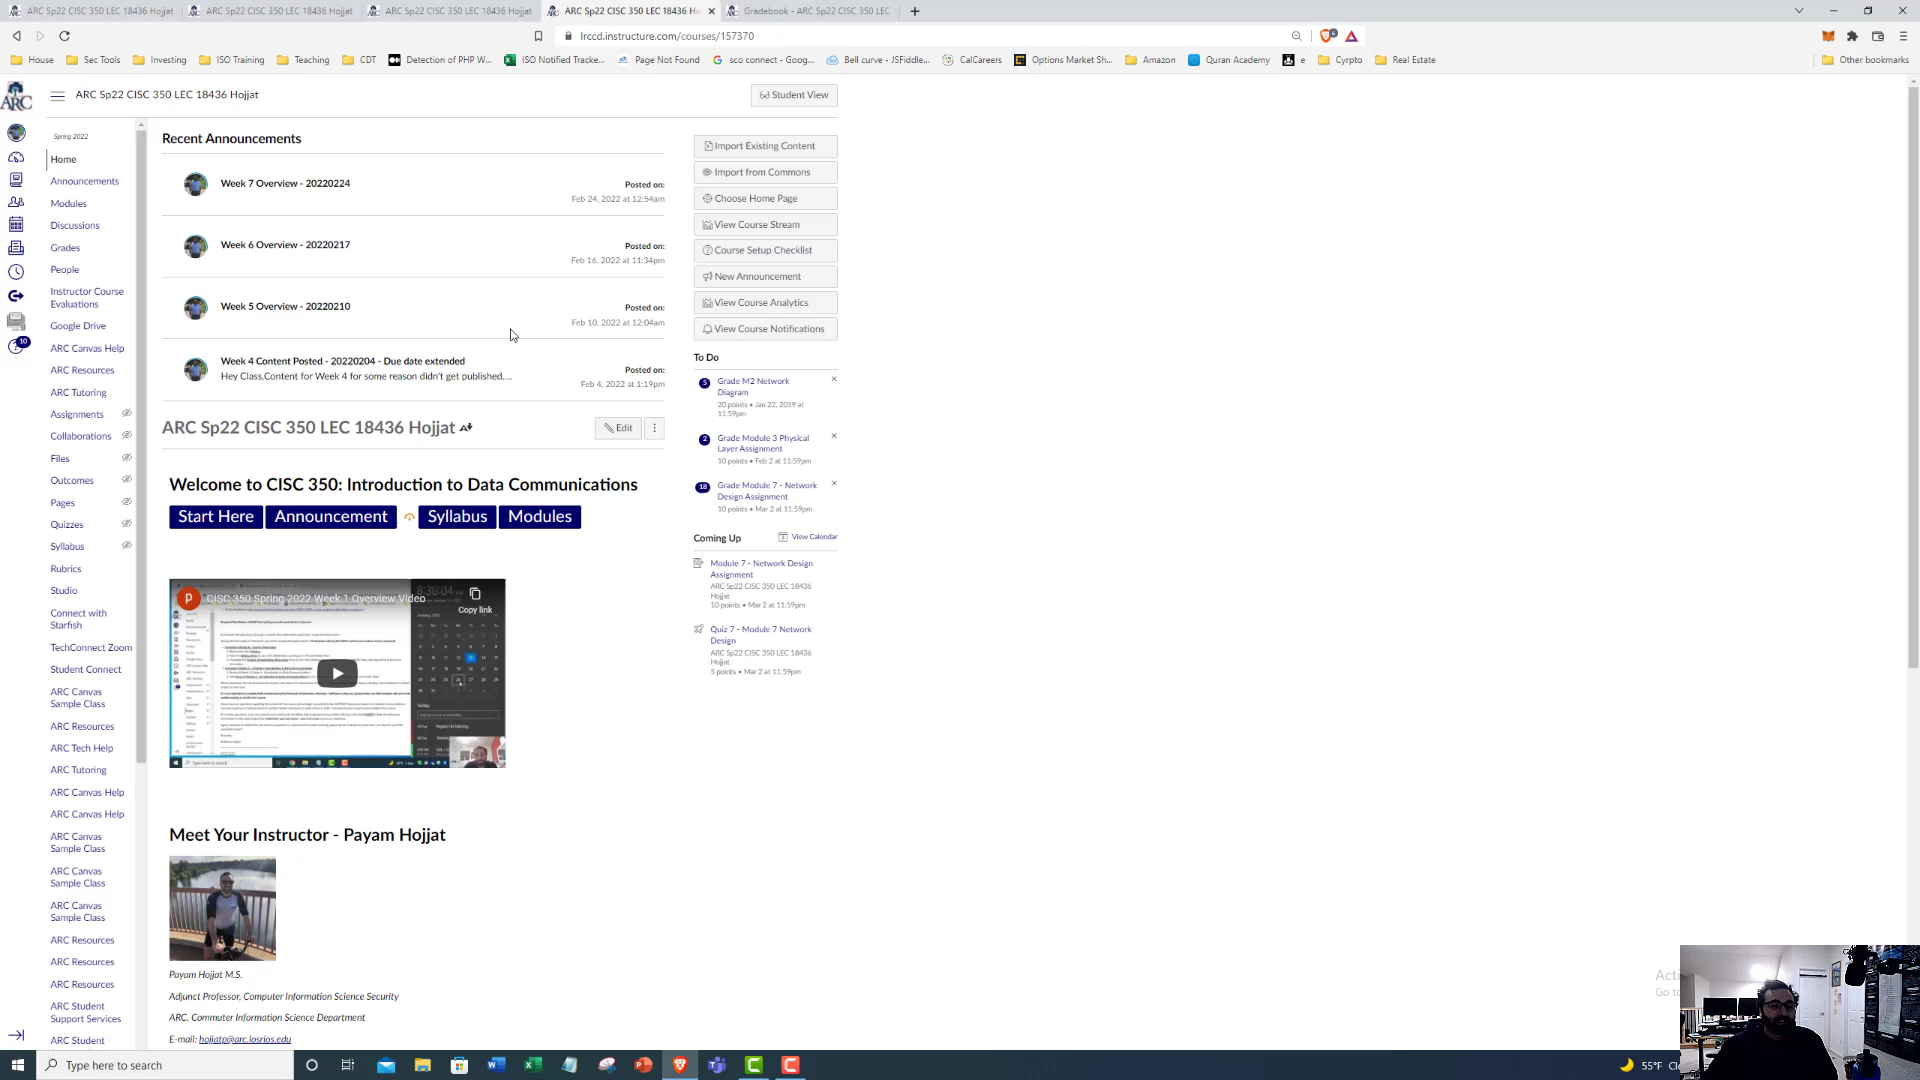 ARC Sp22 CISC 350 LEC 18436 Hojjat
ARC Sp22 CISC 350 LEC 18436 Hojjat
ARC Sp22 CISC 350 LEC 18436 Hojjat
ARC Sp22 CISC 350 LEC 18436 Ho
Gradebook - ARC Sp22 CISC 350 LEC
lrccd.instructure.com/courses/157370
House
Sec Tools
Investing
ISO Training
Teaching
CDT
Detection of PHP W...
ISO Notified Tracke...
Page Not Found
sco connect - Goog...
Bell curve - JSFiddle...
CalCareers
Options Market Sh...
Amazon
Quran Academy
e
Cyrpto
Real Estate
Other bookmarks
ARC
ARC Sp22 CISC 350 LEC 18436 Hojjat
Student View
Spring 2022
Home
Announcements
Modules
Discussions
Grades
People
Instructor Course
Evaluations
Google Drive
10
ARC Canvas Help
ARC Resources
ARC Tutoring
Assignments
Collaborations
Files
Outcomes
Pages
Quizzes
Syllabus
Rubrics
Studio
Connect with
Starfish
TechConnect Zoom
Student Connect
ARC Canvas
Sample Class
ARC Resources
ARC Tech Help
ARC Tutoring
ARC Canvas Help
ARC Canvas Help
ARC Canvas
Sample Class
ARC Canvas
Sample Class
ARC Canvas
Sample Class
ARC Resources
ARC Resources
ARC Resources
ARC Student
Support Services
ARC Student
Recent Announcements
Week 7 Overview - 20220224
Posted on:
Feb 24, 2022 at 12:54am
Week 6 Overview - 20220217
Posted on:
Feb 16, 2022 at 11:34pm
Week 5 Overview - 20220210
Posted on:
Feb 10, 2022 at 12:04am
Week 4 Content Posted - 20220204 - Due date extended
Hey Class,Content for Week 4 for some reason didn't get published....
Posted on:
Feb 4, 2022 at 1:19pm
ARC Sp22 CISC 350 LEC 18436 Hojjat
Edit
Welcome to CISC 350: Introduction to Data Communications
Start Here
Announcement
Syllabus
Modules
p
CISC 350 Spring 2022 Week 1 Overview Video
Copy link
8:36:04
Today
Meet Your Instructor - Payam Hojjat
Payam Hojjat M.S.
Adjunct Professor, Computer Information Science Security
ARC, Commuter Information Science Department
E-mail: hojjatp@arc.losrios.edu
Import Existing Content
Import from Commons
Choose Home Page
View Course Stream
Course Setup Checklist
New Announcement
View Course Analytics
View Course Notifications
To Do
5
Grade M2 Network
Diagram
20 points • Jan 22, 2019 at
11:59pm
2
Grade Module 3 Physical
Layer Assignment
10 points • Feb 2 at 11:59pm
18
Grade Module 7 - Network
Design Assignment
10 points • Mar 2 at 11:59pm
Coming Up
View Calendar
Module 7 - Network Design
Assignment
ARC Sp22 CISC 350 LEC 18436
Hojjat
10 points • Mar 2 at 11:59pm
Quiz 7 - Module 7 Network
Design
ARC Sp22 CISC 350 LEC 18436
Hojjat
5 points • Mar 2 at 11:59pm
Acti
Go to
Type here to search
55°F